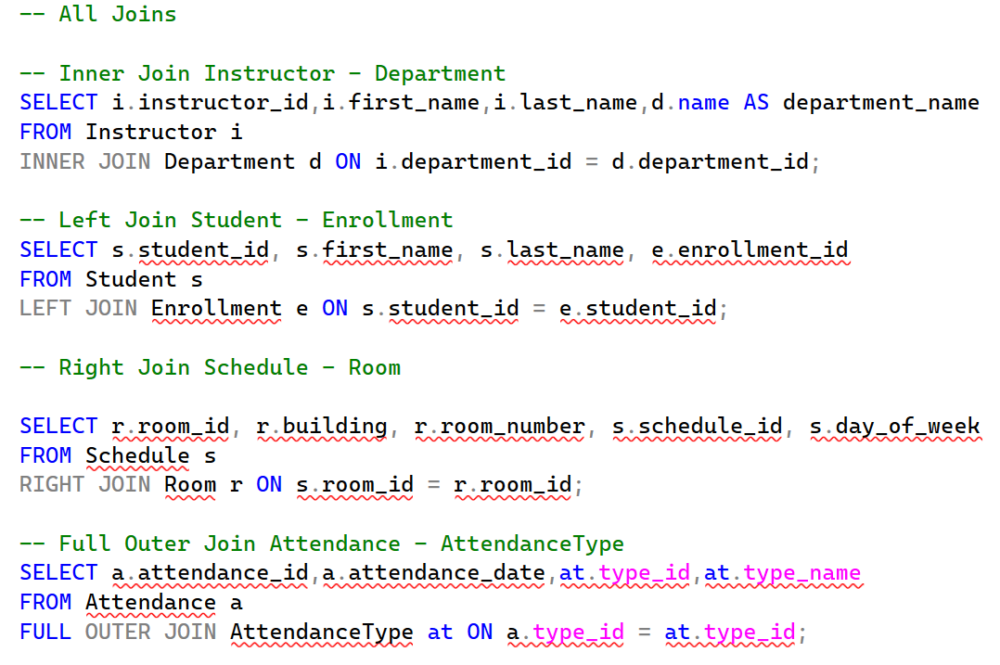 -- All Joins
-- Inner Join Instructor - Department
SELECT i.instructor_id,i.first_name,i.last_name,d.name AS department_name
FROM Instructor i
INNER JOIN Department d ON i.department_id = d.department_id;
-- Left Join Student - Enrollment
SELECT s.student_id, s.first_name, s.last_name, e.enrollment_id
FROM Student s
LEFT JOIN Enrollment e ON s.student_id = e.student_id;
-- Right Join Schedule - Room
SELECT r.room_id, r.building, r.room_number, s.schedule_id, s.day_of_week
FROM Schedule s
RIGHT JOIN Room r ON s.room_id = r.room_id;
-- Full Outer Join Attendance - AttendanceType
SELECT a.attendance_id,a.attendance_date,at.type_id,at.type_name
FROM Attendance a
FULL OUTER JOIN AttendanceType at ON a.type_id = at.type_id;